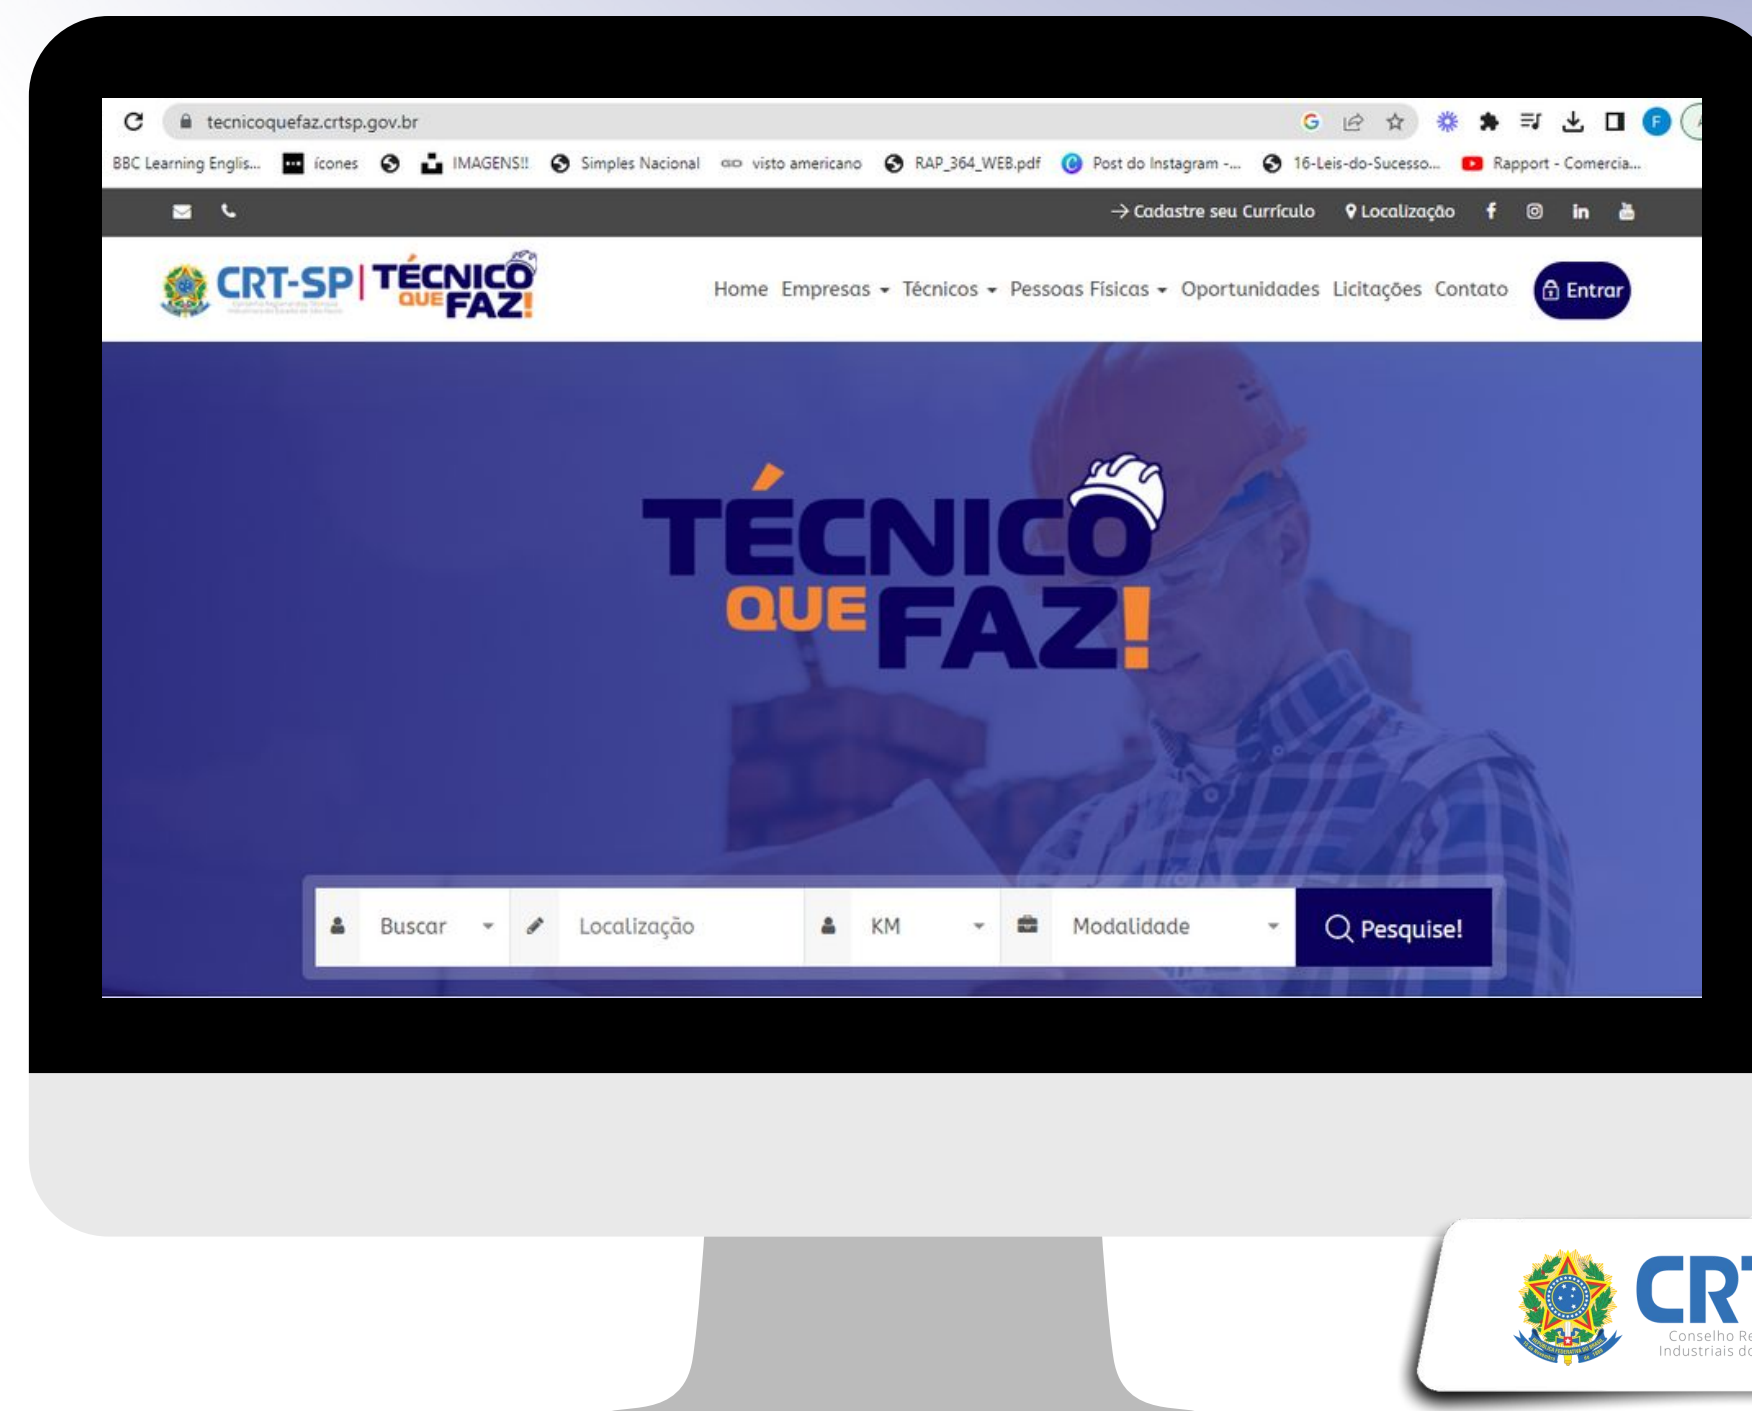 tecnicoquefaz.crtsp.gov.br
BBC Learning Englis... ícones IMAGENS!! Simples Nacional visto americano RAP_364_WEB.pdf Post do Instagram -... 16-Leis-do-Sucesso... Rapport - Comercia...
Cadastre seu Currículo Localização
CRT-SP TÉCNICO QUE FAZ!
Home Empresas Técnicos Pessoas Físicas Oportunidades Licitações Contato Entrar
TÉCNICO
QUE FAZ!
Buscar Localização KM Modalidade Pesquise!
CRT
Conselho Re
Industriais do